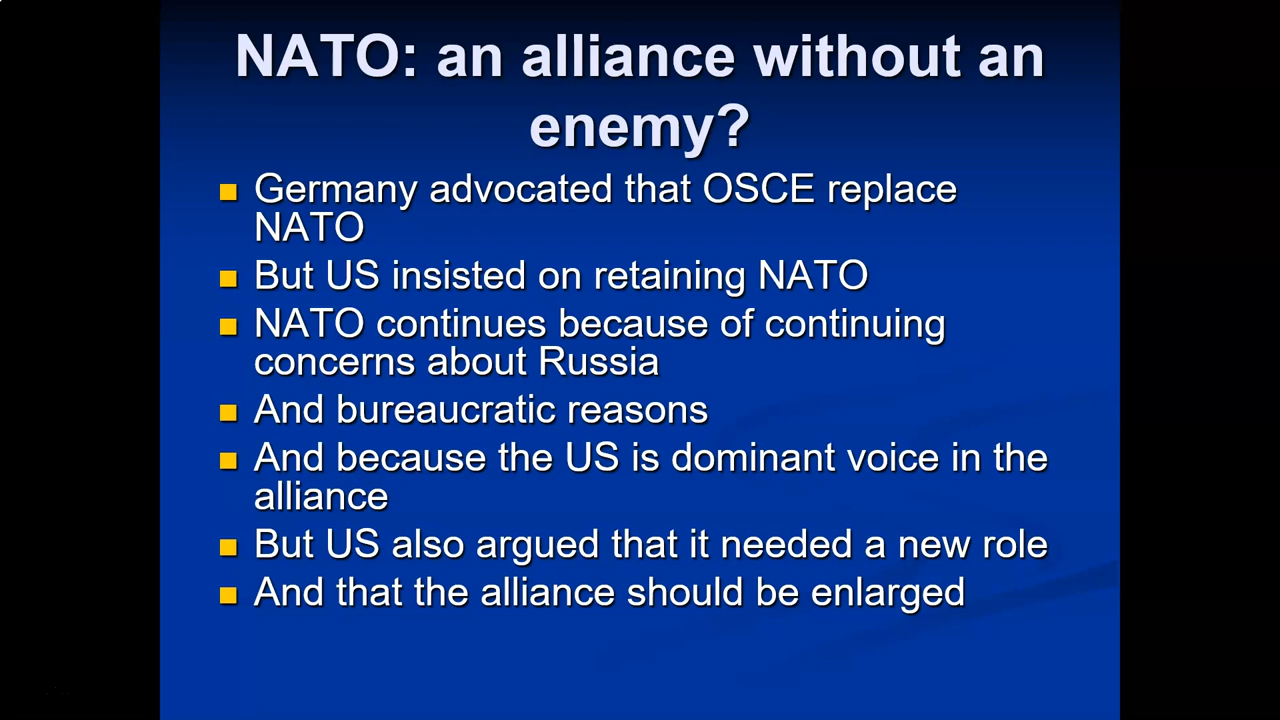 NATO: an alliance without an
enemy?
Germany advocated that OSCE replace
NATO
But US insisted on retaining NATO
NATO continues because of continuing
concerns about Russia
And bureaucratic reasons
And because the US is dominant voice in the
alliance
But US also argued that it needed a new role
And that the alliance should be enlarged